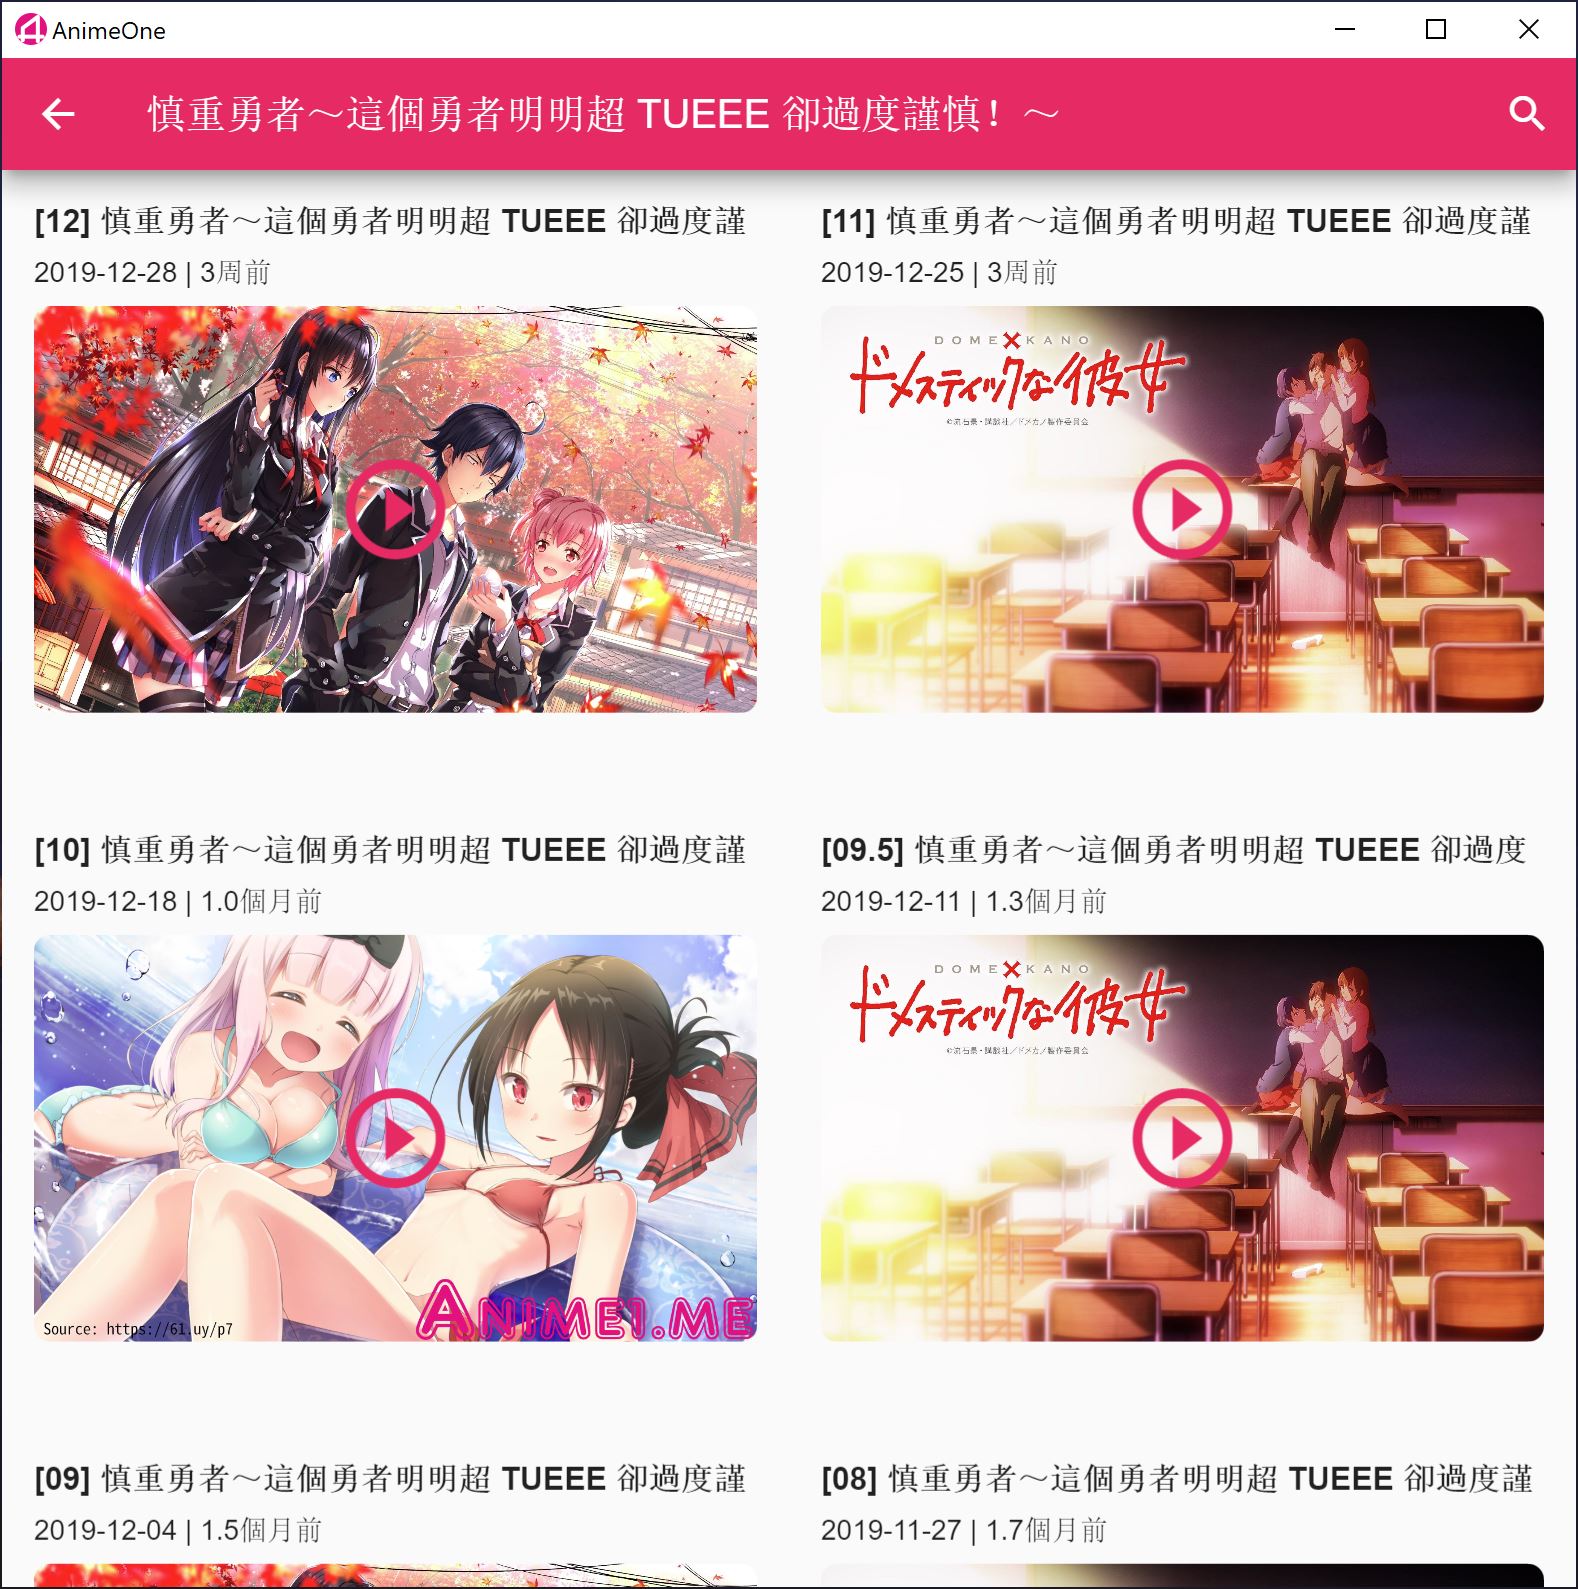 AnimeOne
慎重勇者～這個勇者明明超 TUEEE 卻過度謹慎！～
[12] 慎重勇者～這個勇者明明超 TUEEE 卻過度謹
2019-12-28 | 3周前
[11] 慎重勇者～這個勇者明明超 TUEEE 卻過度謹
2019-12-25 | 3周前
DOME×KANO
ドメスティックな彼女
©流石景・講談社／ドメカノ製作委員会
[10] 慎重勇者～這個勇者明明超 TUEEE 卻過度謹
2019-12-18 | 1.0個月前
Source: https://61.uy/p7
ANIME1.ME
[09.5] 慎重勇者～這個勇者明明超 TUEEE 卻過度
2019-12-11 | 1.3個月前
DOME×KANO
ドメスティックな彼女
©流石景・講談社／ドメカノ製作委員会
[09] 慎重勇者～這個勇者明明超 TUEEE 卻過度謹
2019-12-04 | 1.5個月前
[08] 慎重勇者～這個勇者明明超 TUEEE 卻過度謹
2019-11-27 | 1.7個月前